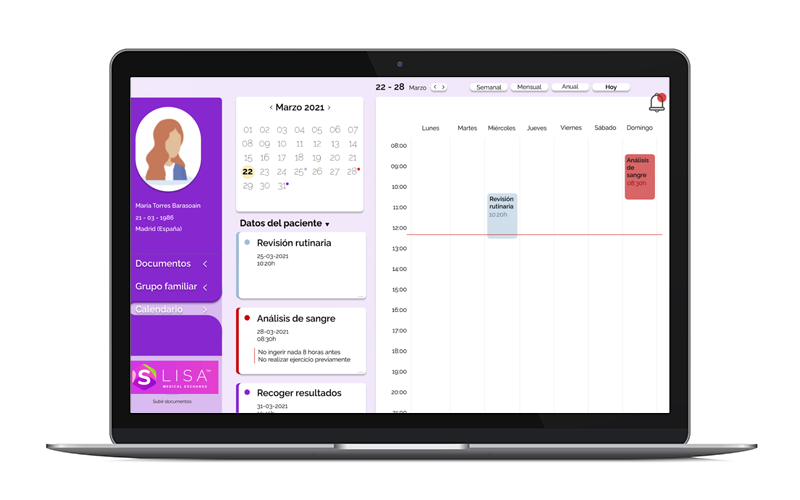 María Torres Barasoain
21 - 03 - 1986
Madrid (España)
Documentos
Grupo familiar
Calendario
S LISA™
MEDICAL EXCHANGE
Subir documentos
‹ Marzo 2021 ›
01 02 03 04 05 06 07
08 09 10 11 12 13 14
15 16 17 18 19 20 21
22 23 24 25 26 27 28
29 30 31
Datos del paciente ▼
Revisión rutinaria
25-03-2021
10:20h
Análisis de sangre
28-03-2021
08:30h
No ingerir nada 8 horas antes
No realizar ejercicio previamente
Recoger resultados
31-03-2021
22 - 28 Marzo ‹ ›
Semanal Mensual Anual Hoy
Lunes Martes Miércoles Jueves Viernes Sábado Domingo
08:00
09:00
10:00
11:00
12:00
13:00
14:00
15:00
16:00
17:00
18:00
19:00
20:00
21:00
Revisión
rutinaria
10:20h
Análisis
de
sangre
08:30h